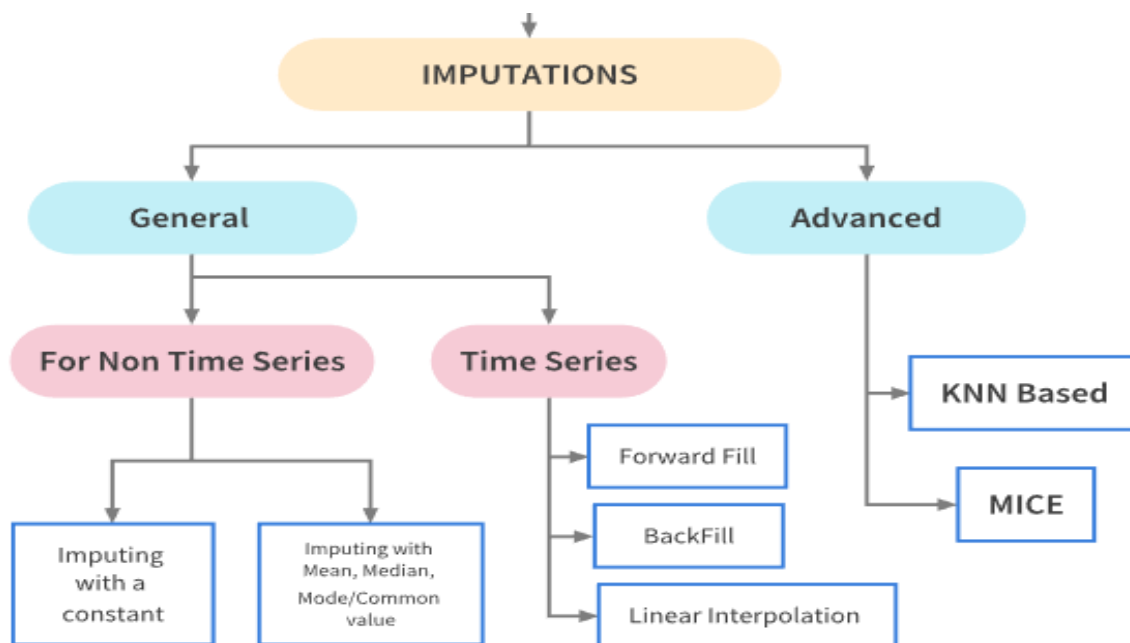 IMPUTATIONS
General
Advanced
For Non Time Series
Time Series
KNN Based
Forward Fill
MICE
BackFill
Imputing
with a
constant
Imputing with
Mean, Median,
Mode/Common
value
Linear Interpolation